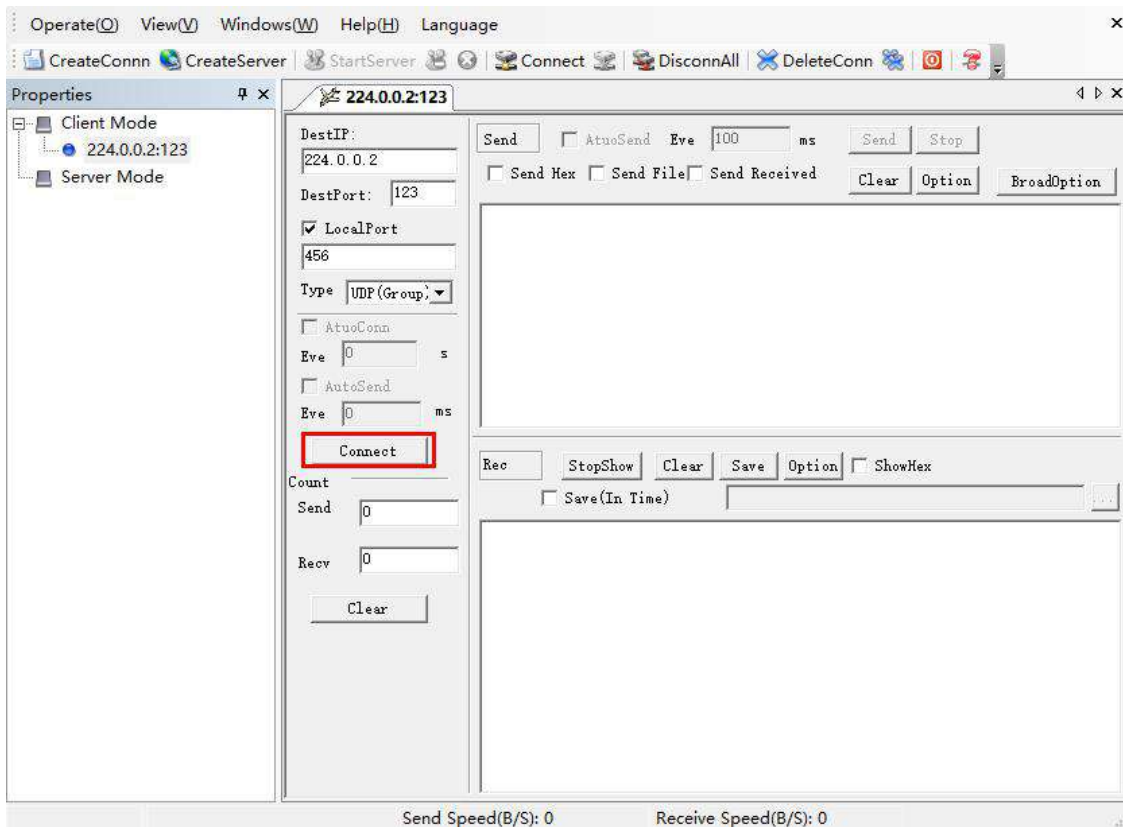 Operate(O) View(V) Windows(W) Help(H) Language
CreateConnn CreateServer StartServer Connect DisconnAll DeleteConn
Properties
Client Mode
224.0.0.2:123
Server Mode
224.0.0.2:123
DestIP:
224.0.0.2
DestPort: 123
LocalPort
456
Type UDP(Group)
AtuoConn
Eve 0 s
AutoSend
Eve 0 ms
Connect
Count
Send 0
Recv 0
Clear
Send AtuoSend Eve 100 ms Send Stop
Send Hex Send File Send Received Clear Option BroadOption
Rec StopShow Clear Save Option ShowHex
Save(In Time) ...
Send Speed(B/S): 0 Receive Speed(B/S): 0